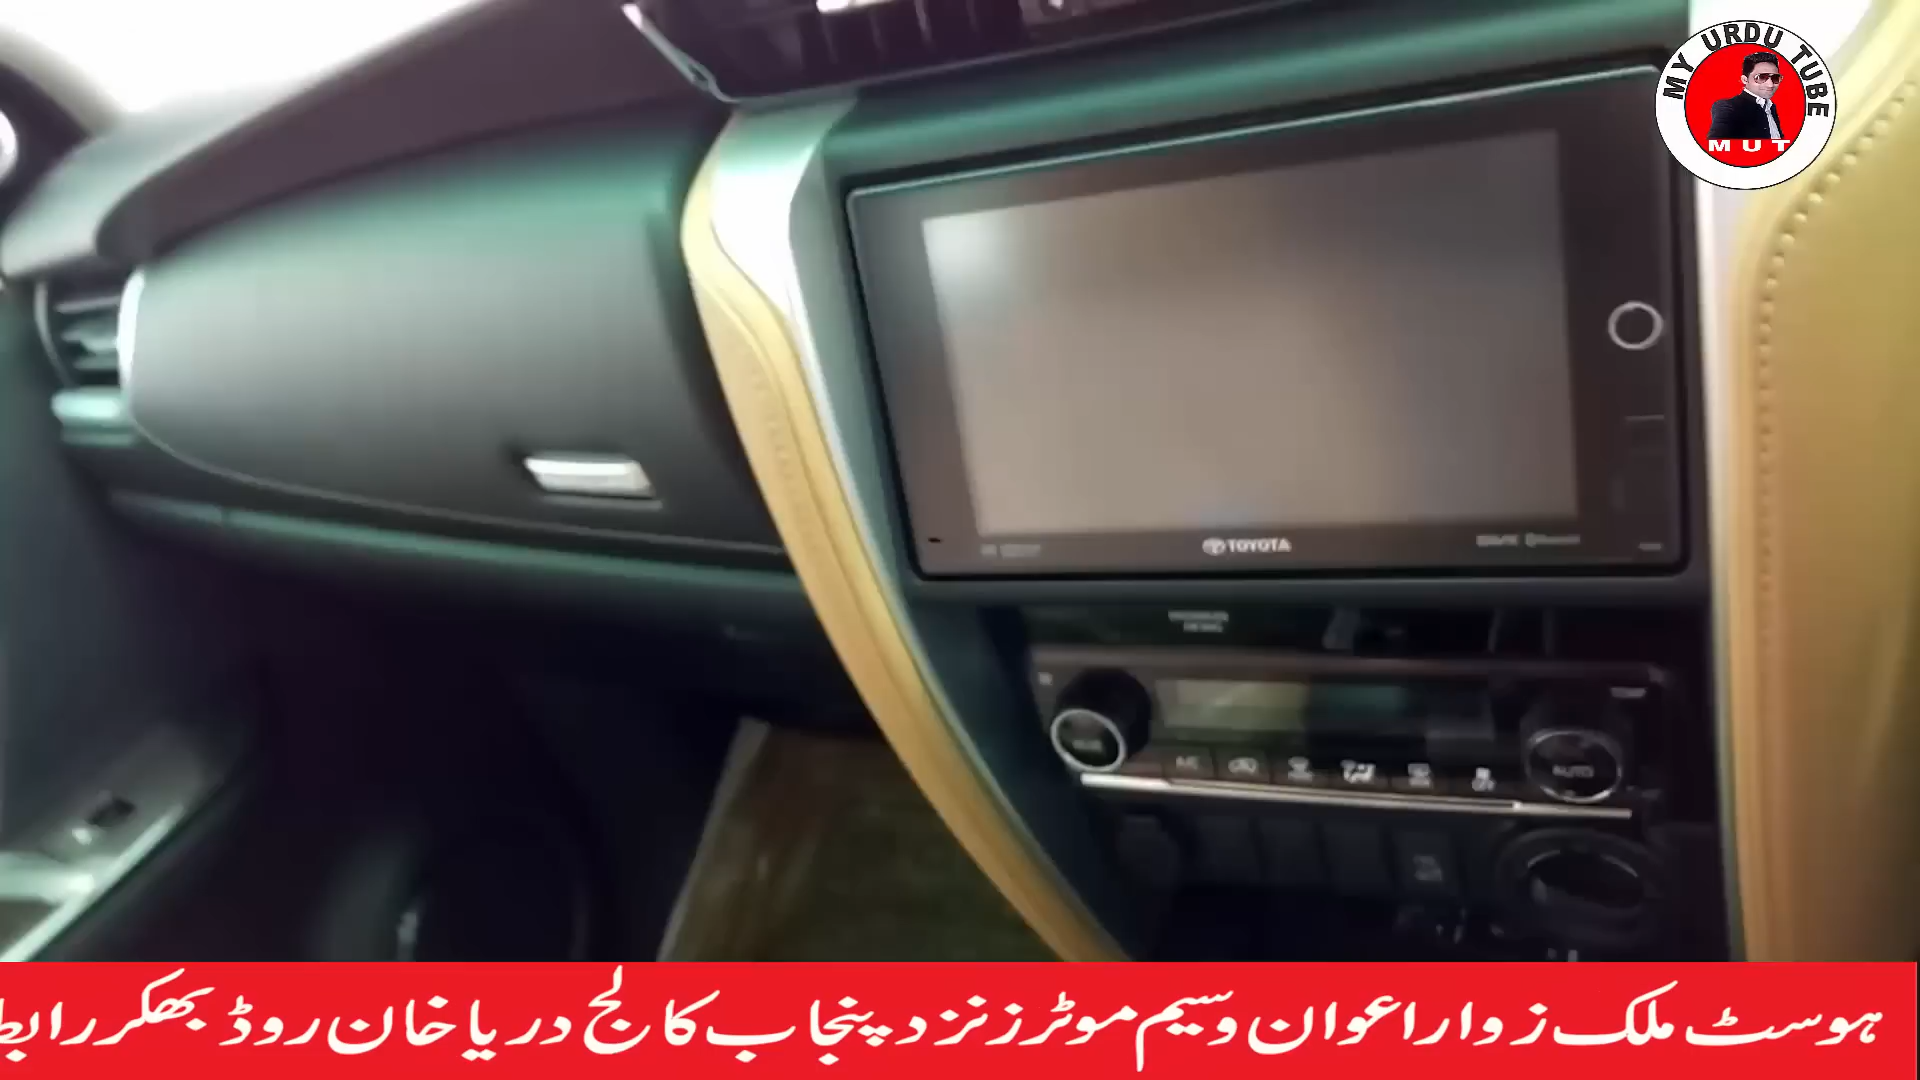 MY URDU TUBE
MUT
TOYOTA
A/C
AUTO
ہوسٹ ملک زوار اعوان وسیم موٹرز نزد پنجاب کالج دریا خان روڈ بھکر رابط